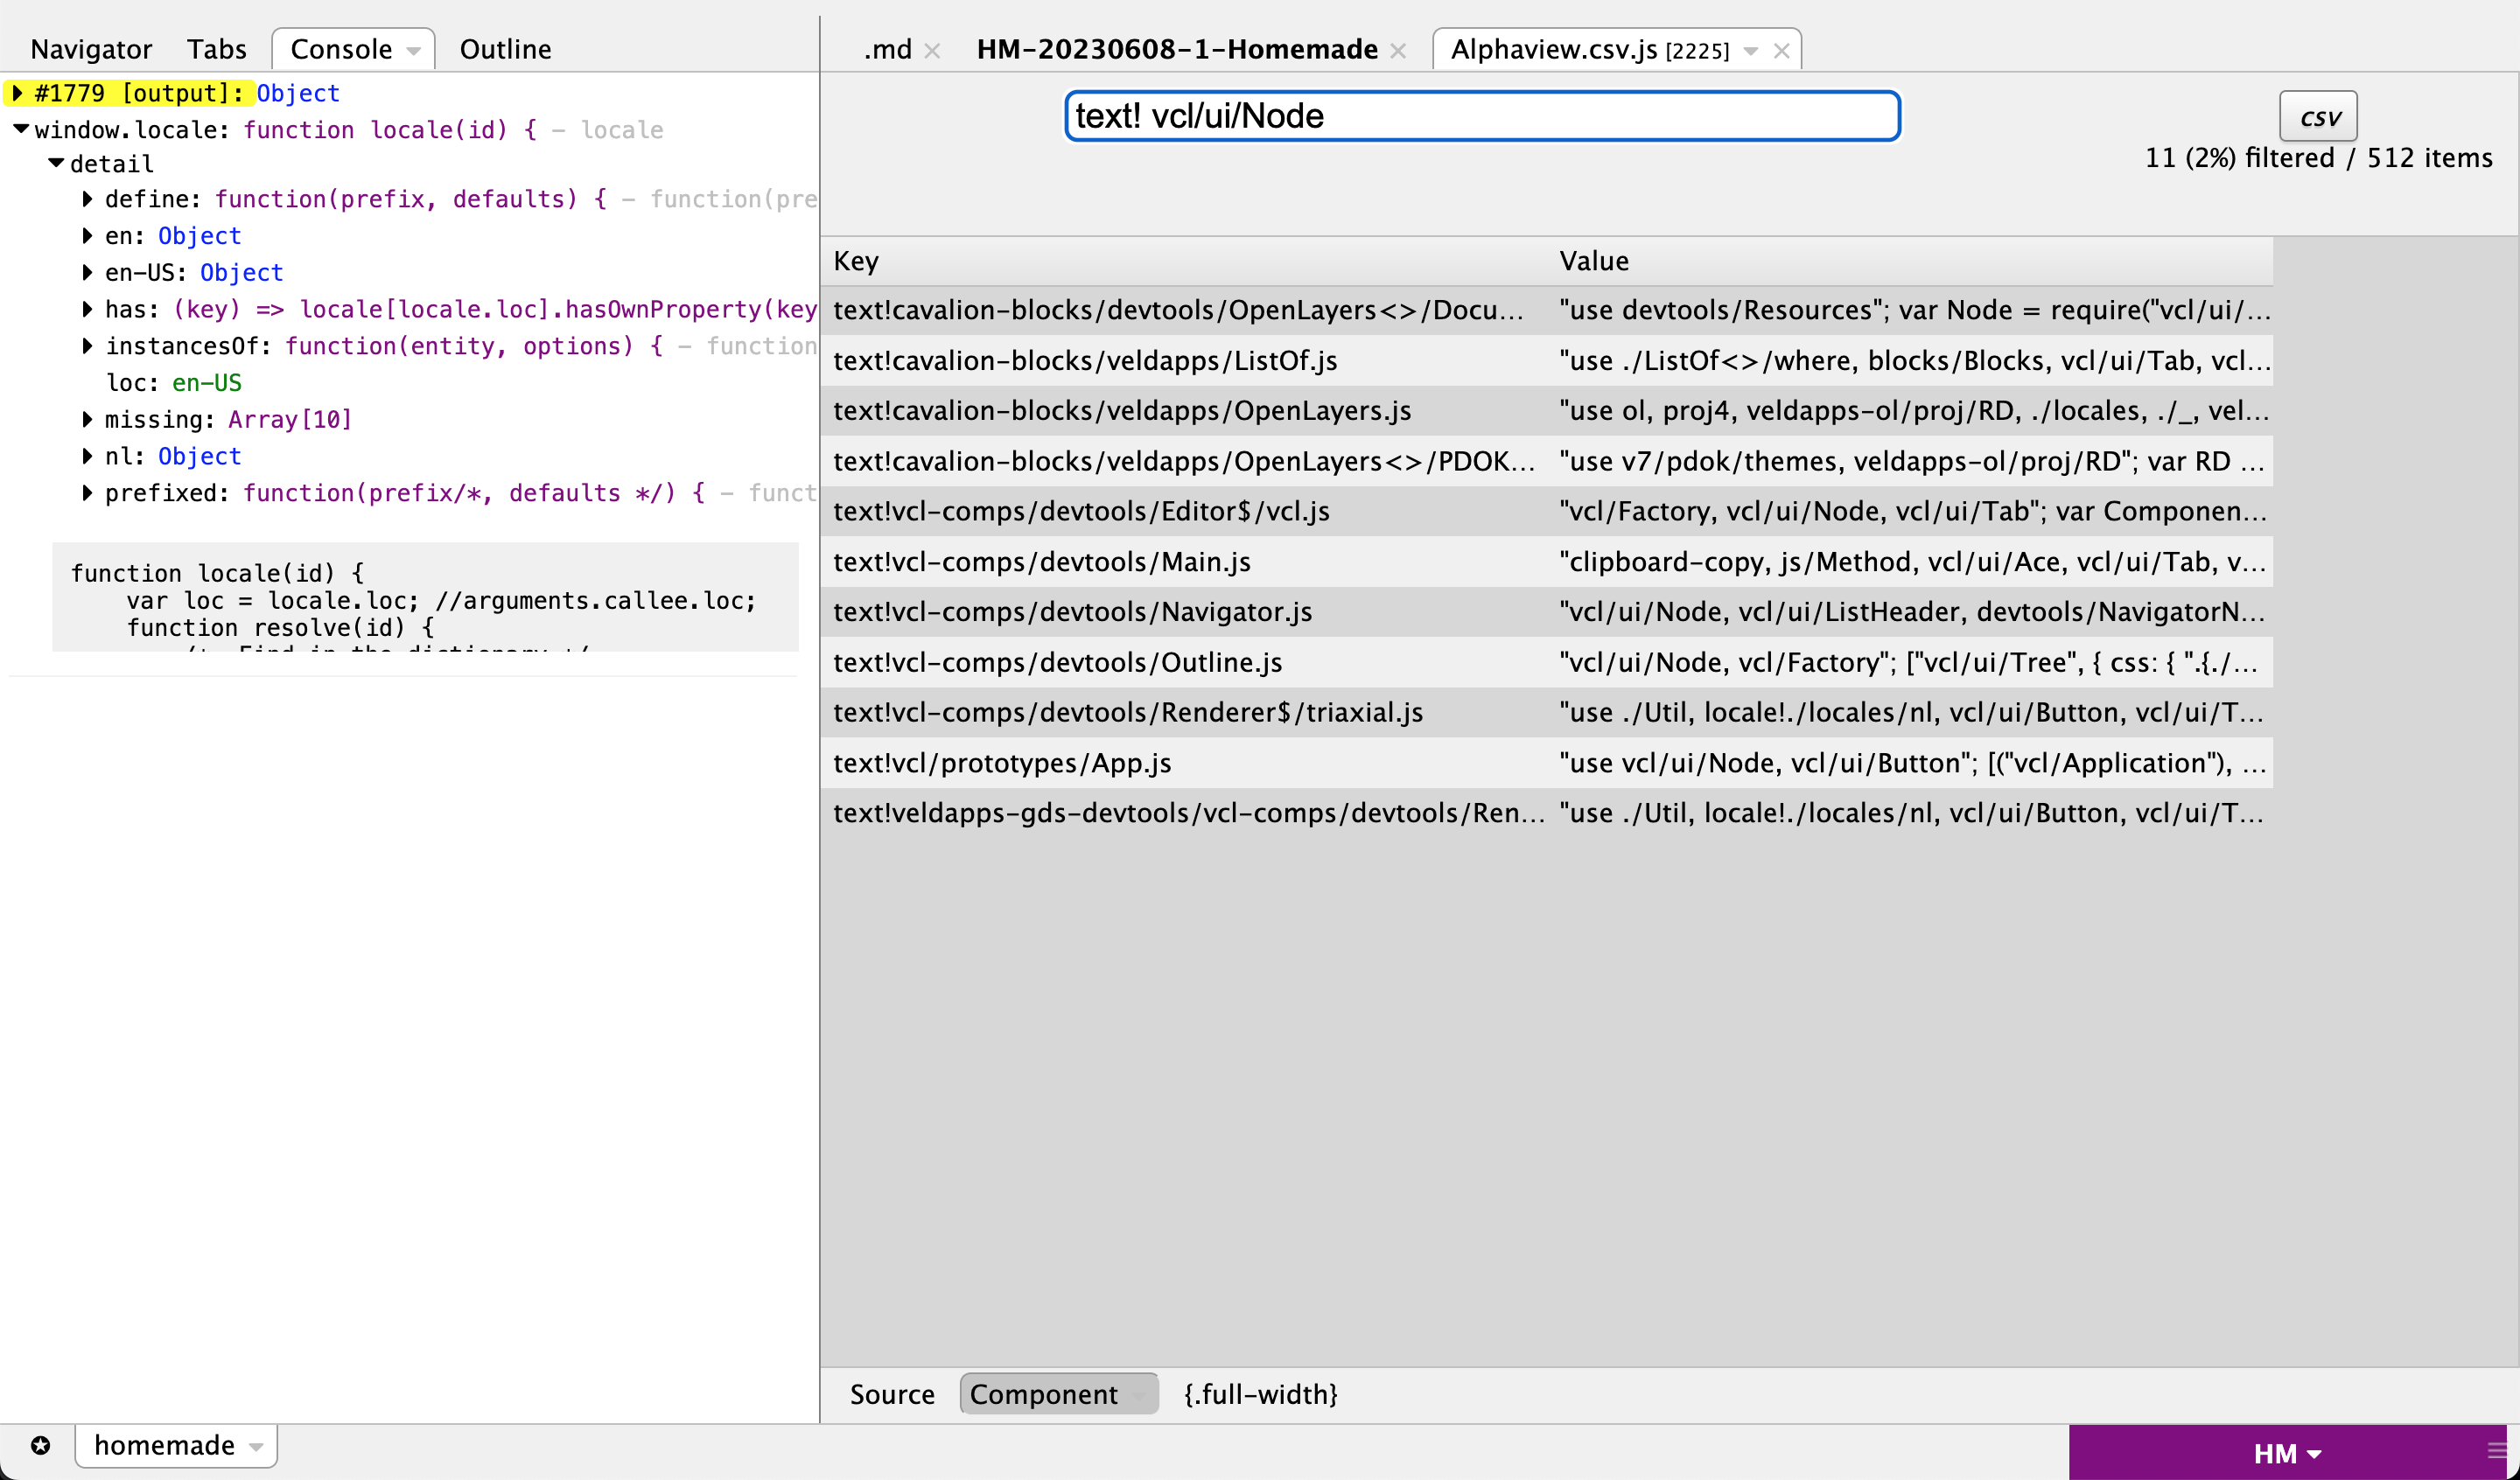 Navigator Tabs Console Outline
#1779 [output]: Object
window.locale: function locale(id) { – locale
detail
define: function(prefix, defaults) { – function(pre
en: Object
en-US: Object
has: (key) => locale[locale.loc].hasOwnProperty(key
instancesOf: function(entity, options) { – function
loc: en-US
missing: Array[10]
nl: Object
prefixed: function(prefix/*, defaults */) { – funct
function locale(id) {
var loc = locale.loc; //arguments.callee.loc;
function resolve(id) {
/*- Find in the dictionary */
.md HM-20230608-1-Homemade Alphaview.csv.js [2225]
text! vcl/ui/Node
CSV
11 (2%) filtered / 512 items
Key Value
text!cavalion-blocks/devtools/OpenLayers<>/Docu... "use devtools/Resources"; var Node = require("vcl/ui/...
text!cavalion-blocks/veldapps/ListOf.js "use ./ListOf<>/where, blocks/Blocks, vcl/ui/Tab, vcl...
text!cavalion-blocks/veldapps/OpenLayers.js "use ol, proj4, veldapps-ol/proj/RD, ./locales, ./_, vel...
text!cavalion-blocks/veldapps/OpenLayers<>/PDOK... "use v7/pdok/themes, veldapps-ol/proj/RD"; var RD ...
text!vcl-comps/devtools/Editor$/vcl.js "vcl/Factory, vcl/ui/Node, vcl/ui/Tab"; var Componen...
text!vcl-comps/devtools/Main.js "clipboard-copy, js/Method, vcl/ui/Ace, vcl/ui/Tab, v...
text!vcl-comps/devtools/Navigator.js "vcl/ui/Node, vcl/ui/ListHeader, devtools/NavigatorN...
text!vcl-comps/devtools/Outline.js "vcl/ui/Node, vcl/Factory"; ["vcl/ui/Tree", { css: { ".{./...
text!vcl-comps/devtools/Renderer$/triaxial.js "use ./Util, locale!./locales/nl, vcl/ui/Button, vcl/ui/T...
text!vcl/prototypes/App.js "use vcl/ui/Node, vcl/ui/Button"; [("vcl/Application"), ...
text!veldapps-gds-devtools/vcl-comps/devtools/Ren... "use ./Util, locale!./locales/nl, vcl/ui/Button, vcl/ui/T...
Source Component {.full-width}
homemade HM